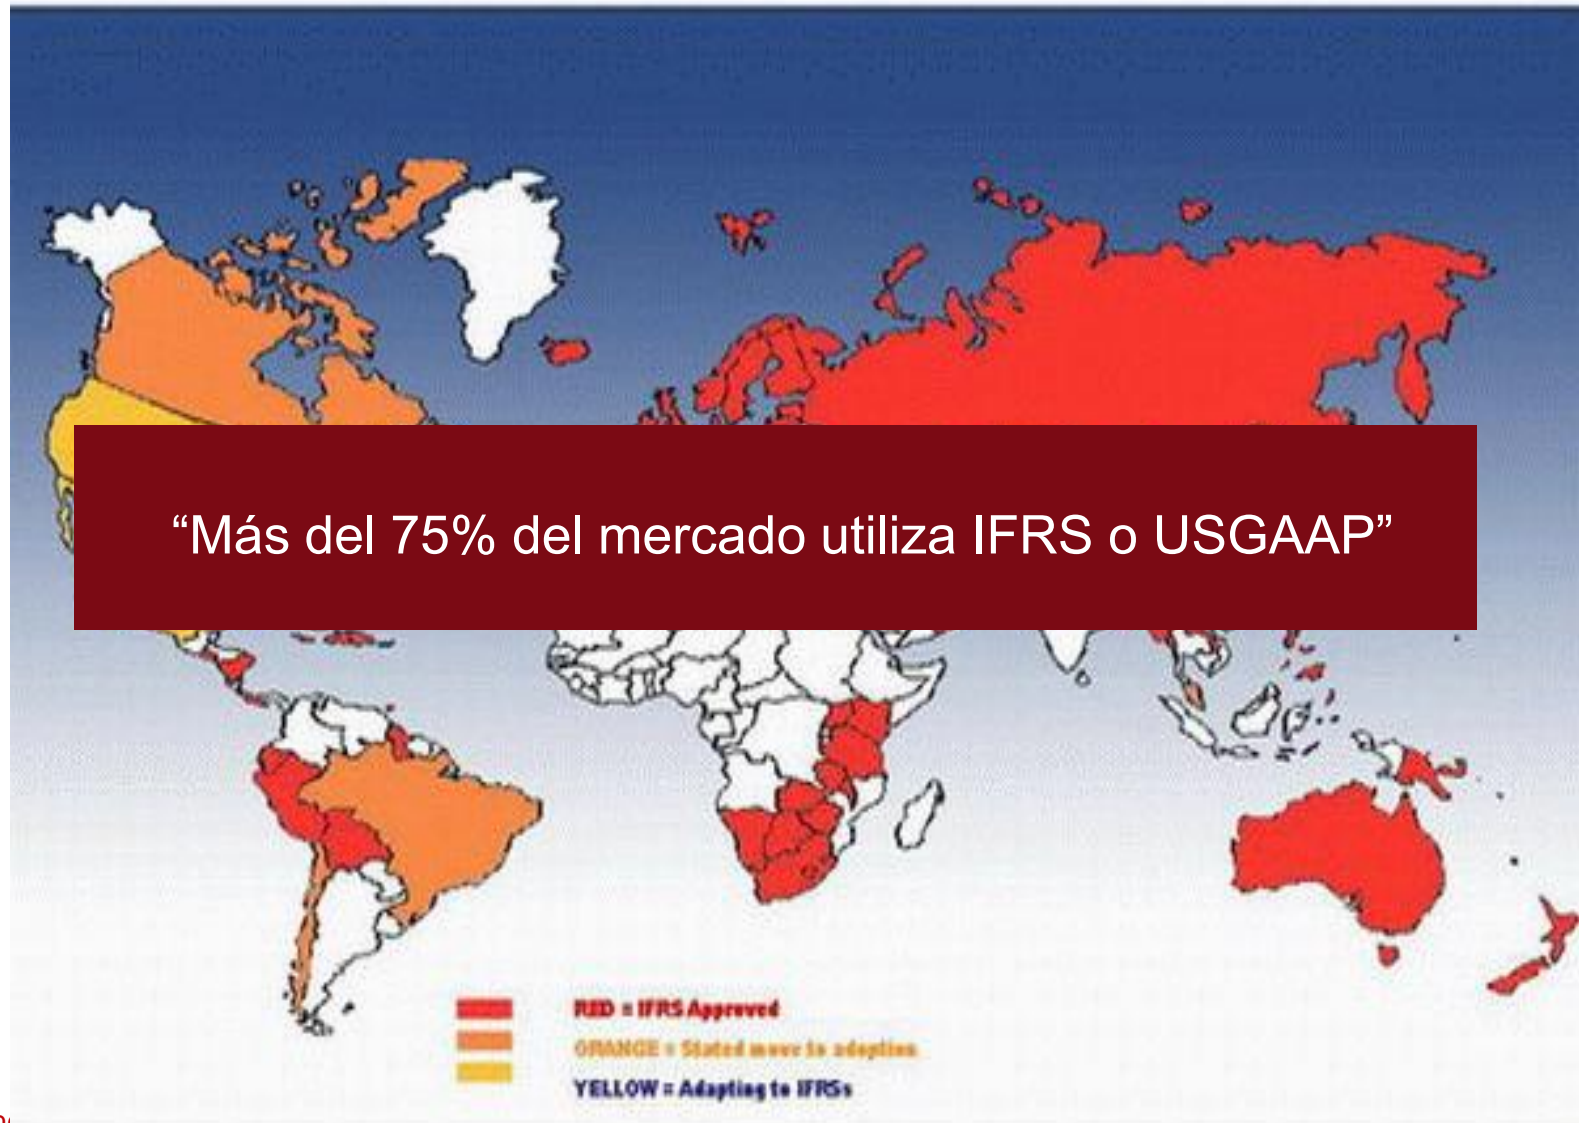 “Más del 75% del mercado utiliza IFRS o USGAAP”
RED = IFRS Approved
ORANGE = Stated move to adoption
YELLOW = Adapting to IFRSs